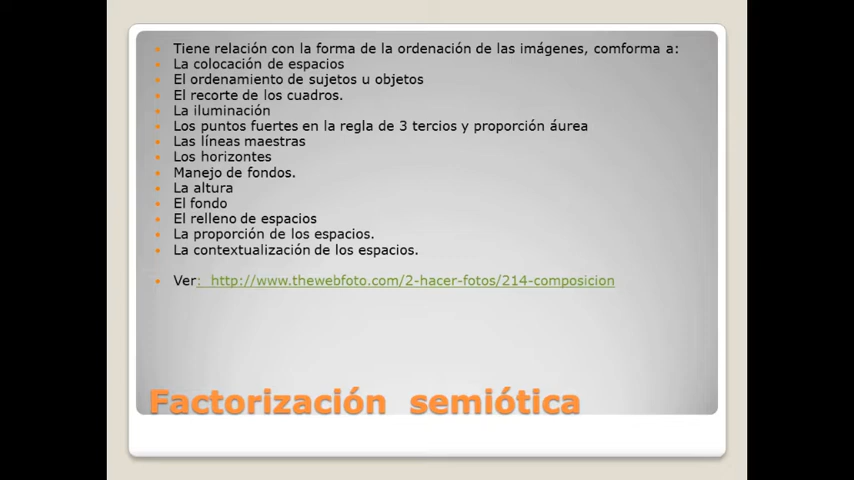 Tiene relación con la forma de la ordenación de las imágenes, comforma a:
La colocación de espacios
El ordenamiento de sujetos u objetos
El recorte de los cuadros.
La iluminación
Los puntos fuertes en la regla de 3 tercios y proporción áurea
Las líneas maestras
Los horizontes
Manejo de fondos.
La altura
El fondo
El relleno de espacios
La proporción de los espacios.
La contextualización de los espacios.
Ver: http://www.thewebfoto.com/2-hacer-fotos/214-composicion
Factorización semiótica